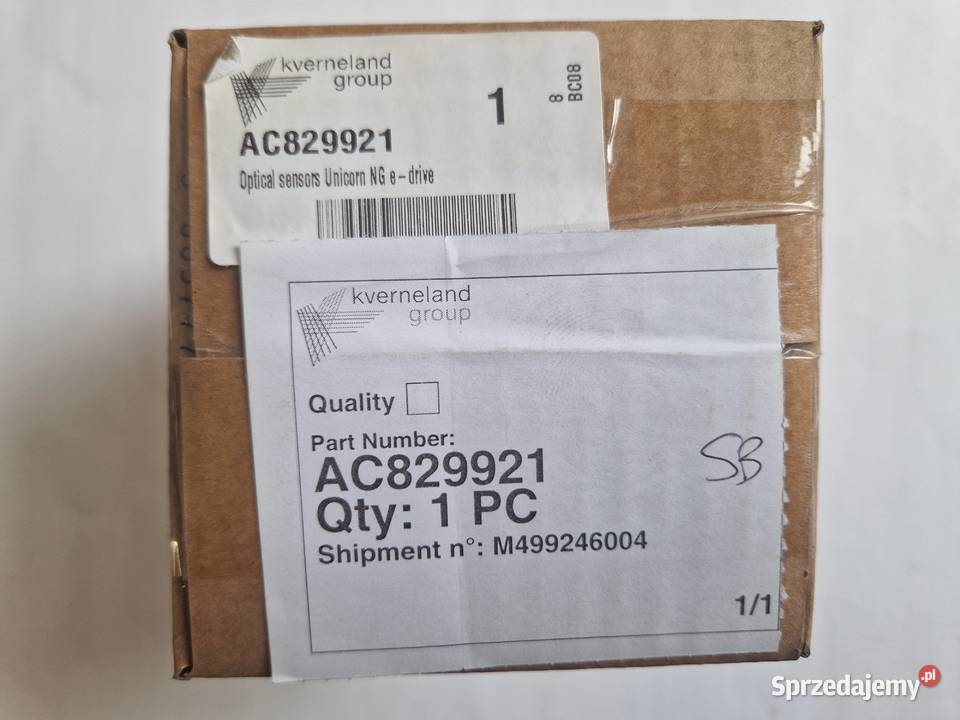 kverneland
group
1
8
BC08
AC829921
Optical sensors Unicorn NG e-drive
kverneland
group
Quality
Part Number:
AC829921
Qty: 1 PC
Shipment n°: M499246004
SB
1/1
Sprzedajemy.pl